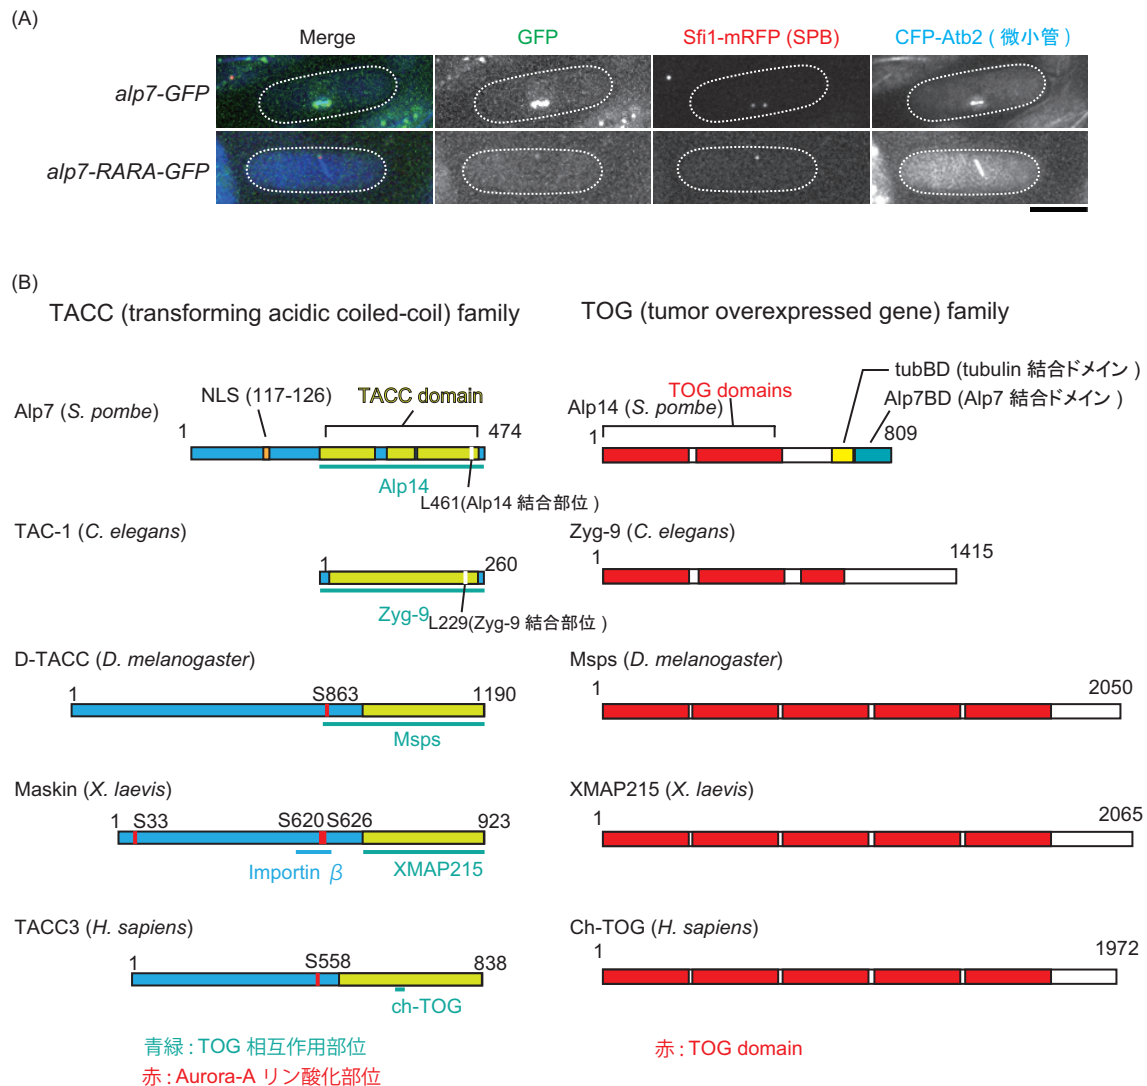 (A)
Merge GFP Sfi1-mRFP (SPB) CFP-Atb2 ( 微小管 )
alp7-GFP
alp7-RARA-GFP
(B)
TACC (transforming acidic coiled-coil) family TOG (tumor overexpressed gene) family
tubBD (tubulin 結合ドメイン )
NLS (117-126) TACC domain TOG domains Alp7BD (Alp7 結合ドメイン )
Alp7 (S. pombe) Alp14 (S. pombe)
1 474 1 809
Alp14
L461(Alp14 結合部位 )
TAC-1 (C. elegans) Zyg-9 (C. elegans)
1 260 1 1415
Zyg-9
L229(Zyg-9 結合部位 )
D-TACC (D. melanogaster) Msps (D. melanogaster)
1 S863 1190 1 2050
Msps
Maskin (X. laevis) XMAP215 (X. laevis)
1 S33 S620 S626 923 1 2065
Importin β XMAP215
TACC3 (H. sapiens) Ch-TOG (H. sapiens)
1 S558 838 1 1972
ch-TOG
青緑 : TOG 相互作用部位 赤 : TOG domain
赤 : Aurora-A リン酸化部位